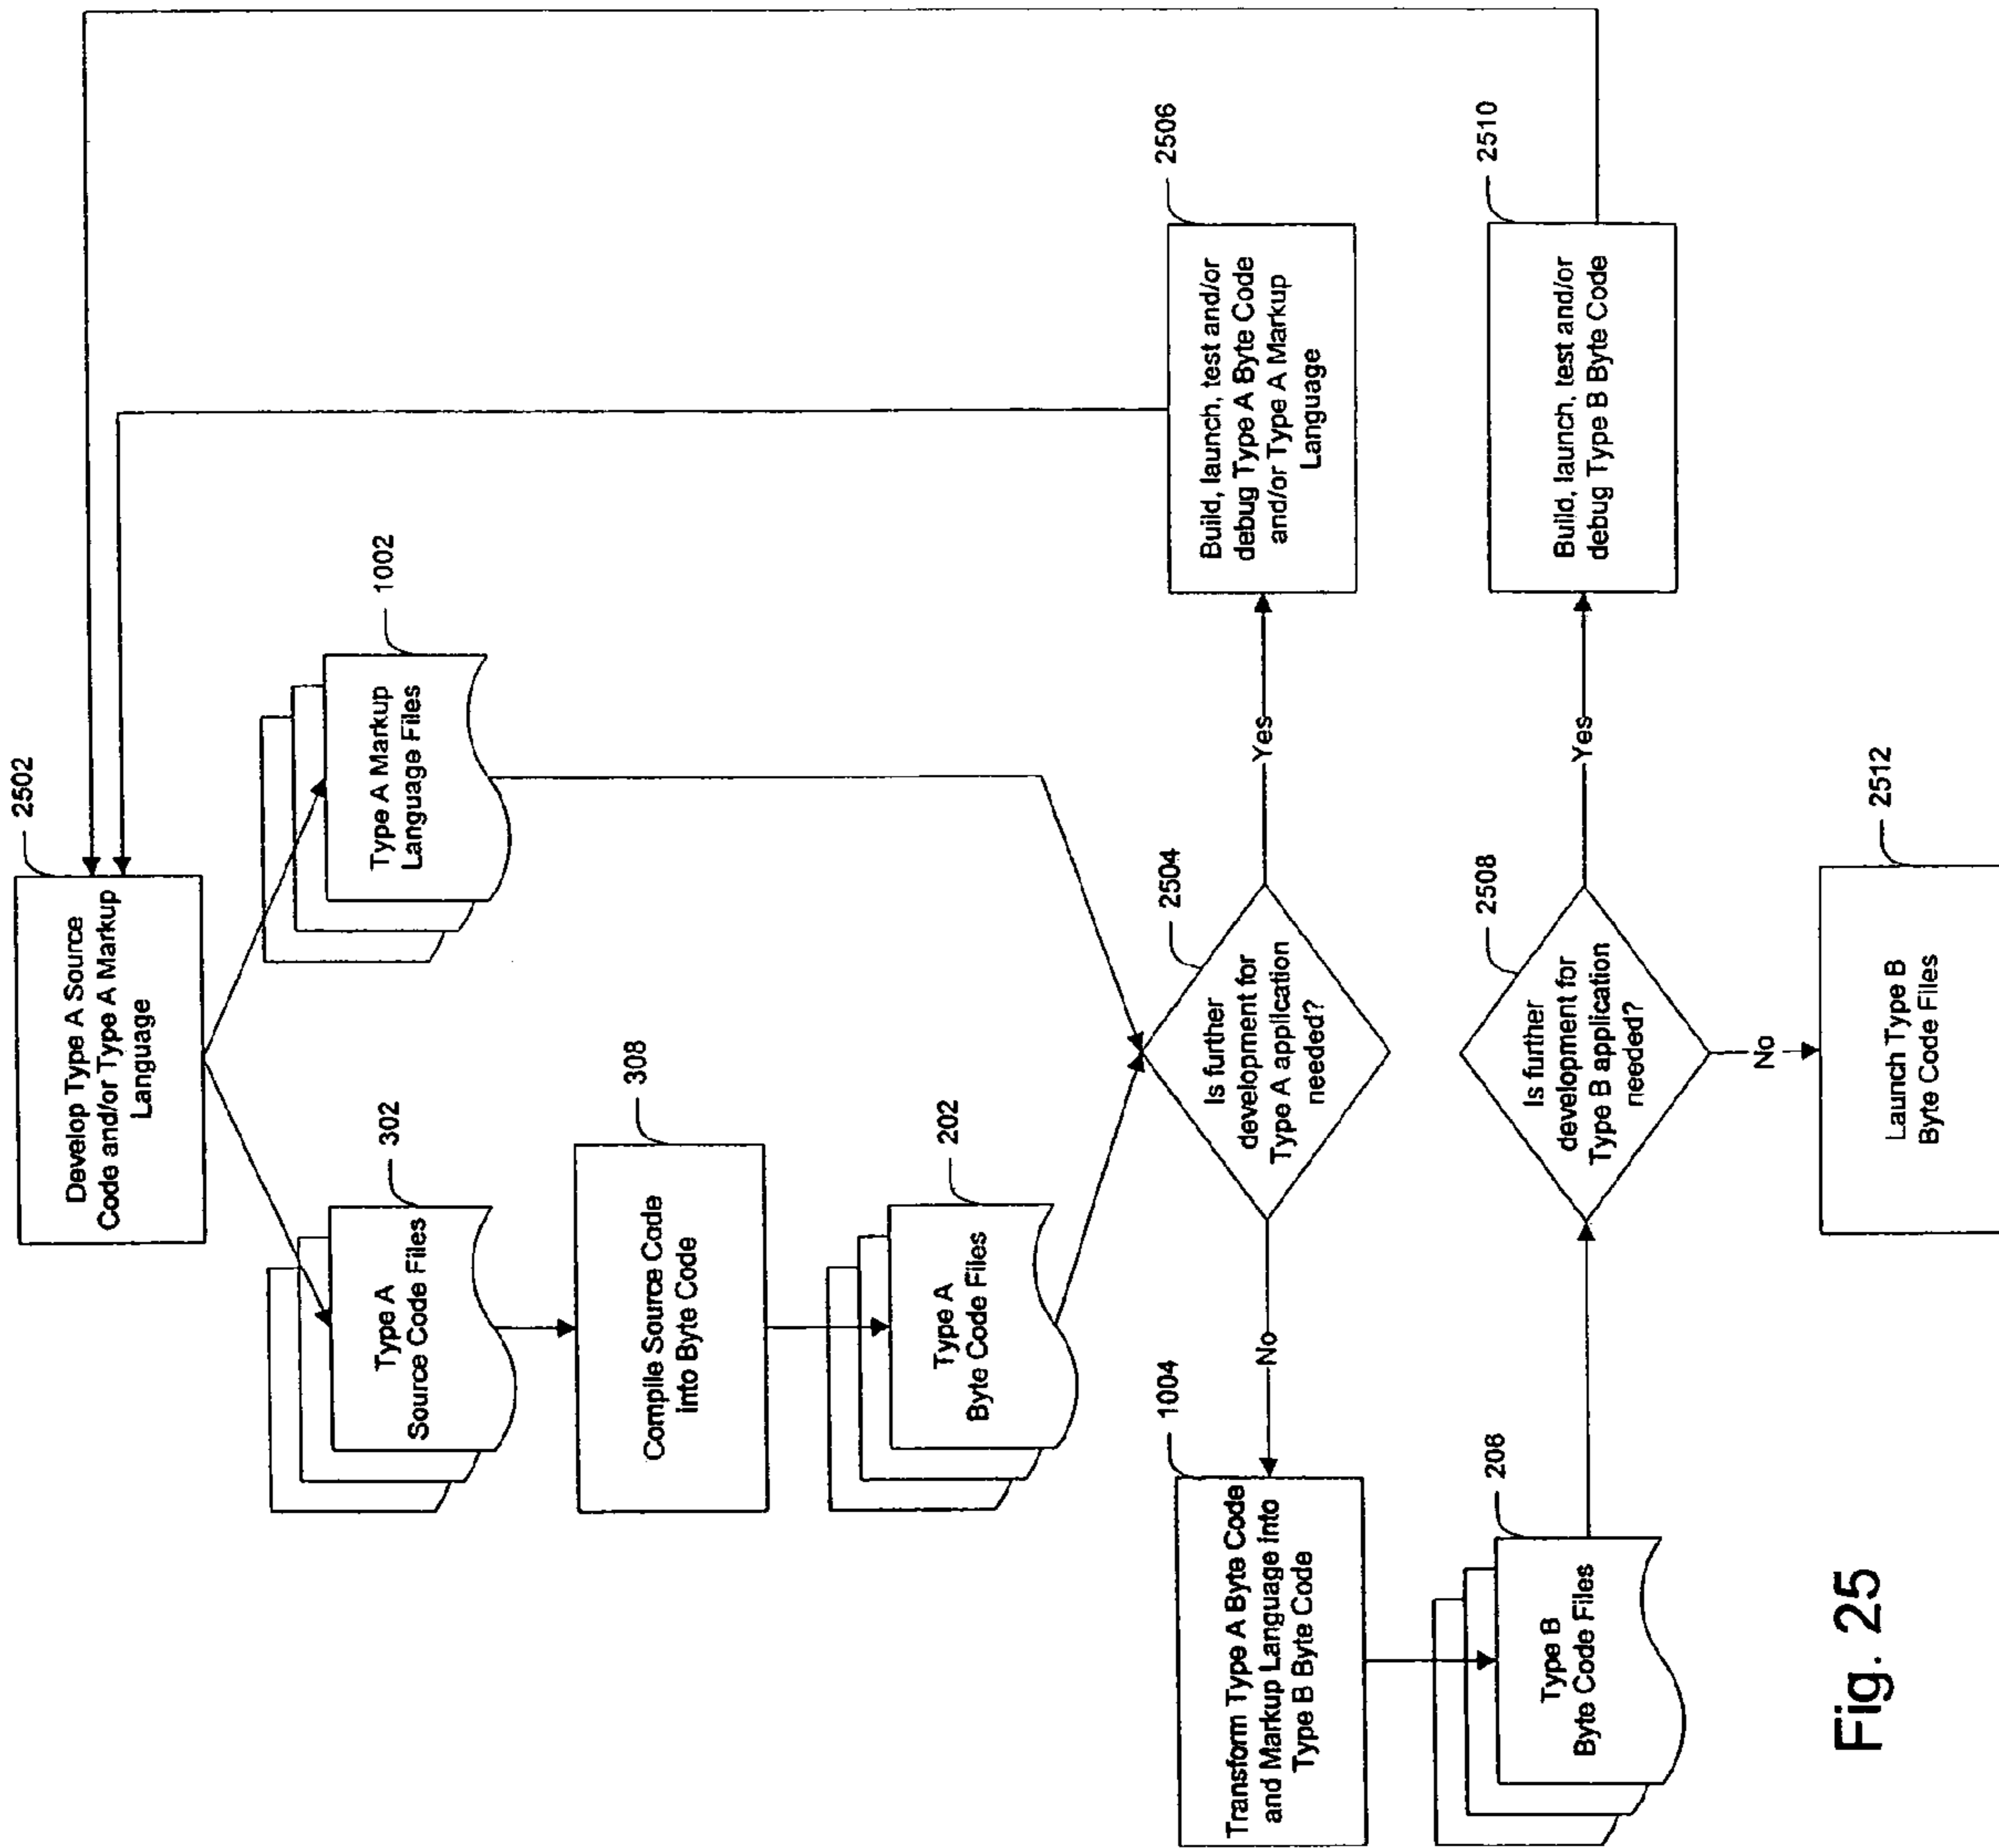 2502
Develop Type A Source
Code and/or Type A Markup
Language
302
Type A
Source Code Files
1002
Type A Markup
Language Files
308
Compile Source Code
into Byte Code
202
Type A
Byte Code Files
2504
Is further
development for
Type A application
needed?
Yes
2506
Build, launch, test and/or
debug Type A Byte Code
and/or Type A Markup
Language
No
1004
Transform Type A Byte Code
and Markup Language into
Type B Byte Code
206
Type B
Byte Code Files
2508
Is further
development for
Type B application
needed?
Yes
2510
Build, launch, test and/or
debug Type B Byte Code
No
2512
Launch Type B
Byte Code Files
Fig. 25